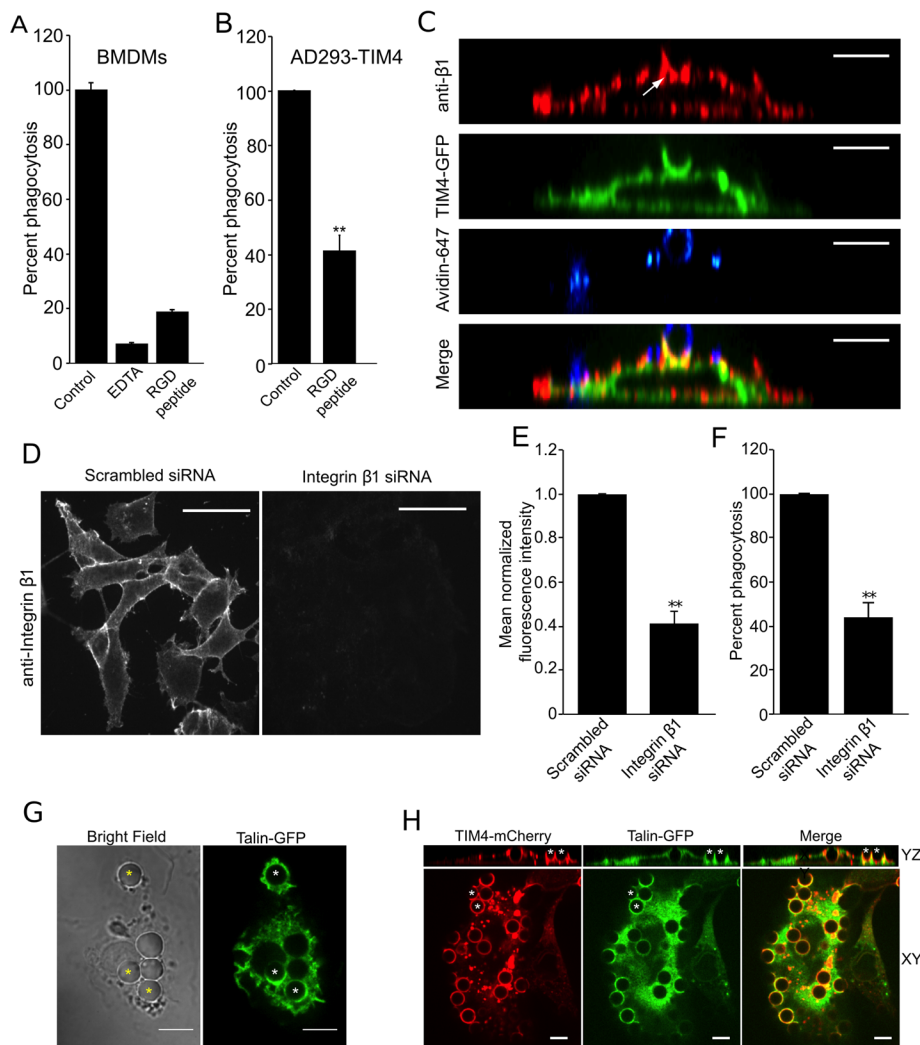 A
BMDMs
Percent phagocytosis
120
100
80
60
40
20
0
Control
EDTA
RGD
peptide
B
AD293-TIM4
Percent phagocytosis
120
100
80
60
40
20
0
**
Control
RGD
peptide
C
anti-β1
TIM4-GFP
Avidin-647
Merge
D
Scrambled siRNA
Integrin β1 siRNA
anti-Integrin β1
E
Mean normalized
fluorescence intensity
1.2
1.0
0.8
0.6
0.4
0.2
**
Scrambled
siRNA
Integrin β1
siRNA
F
Percent phagocytosis
120
100
80
60
40
20
0
**
Scrambled
siRNA
Integrin β1
siRNA
G
Bright Field
Talin-GFP
*
*
*
*
*
*
H
TIM4-mCherry
Talin-GFP
Merge
* *
* *
* *
YZ
*
*
*
*
XY